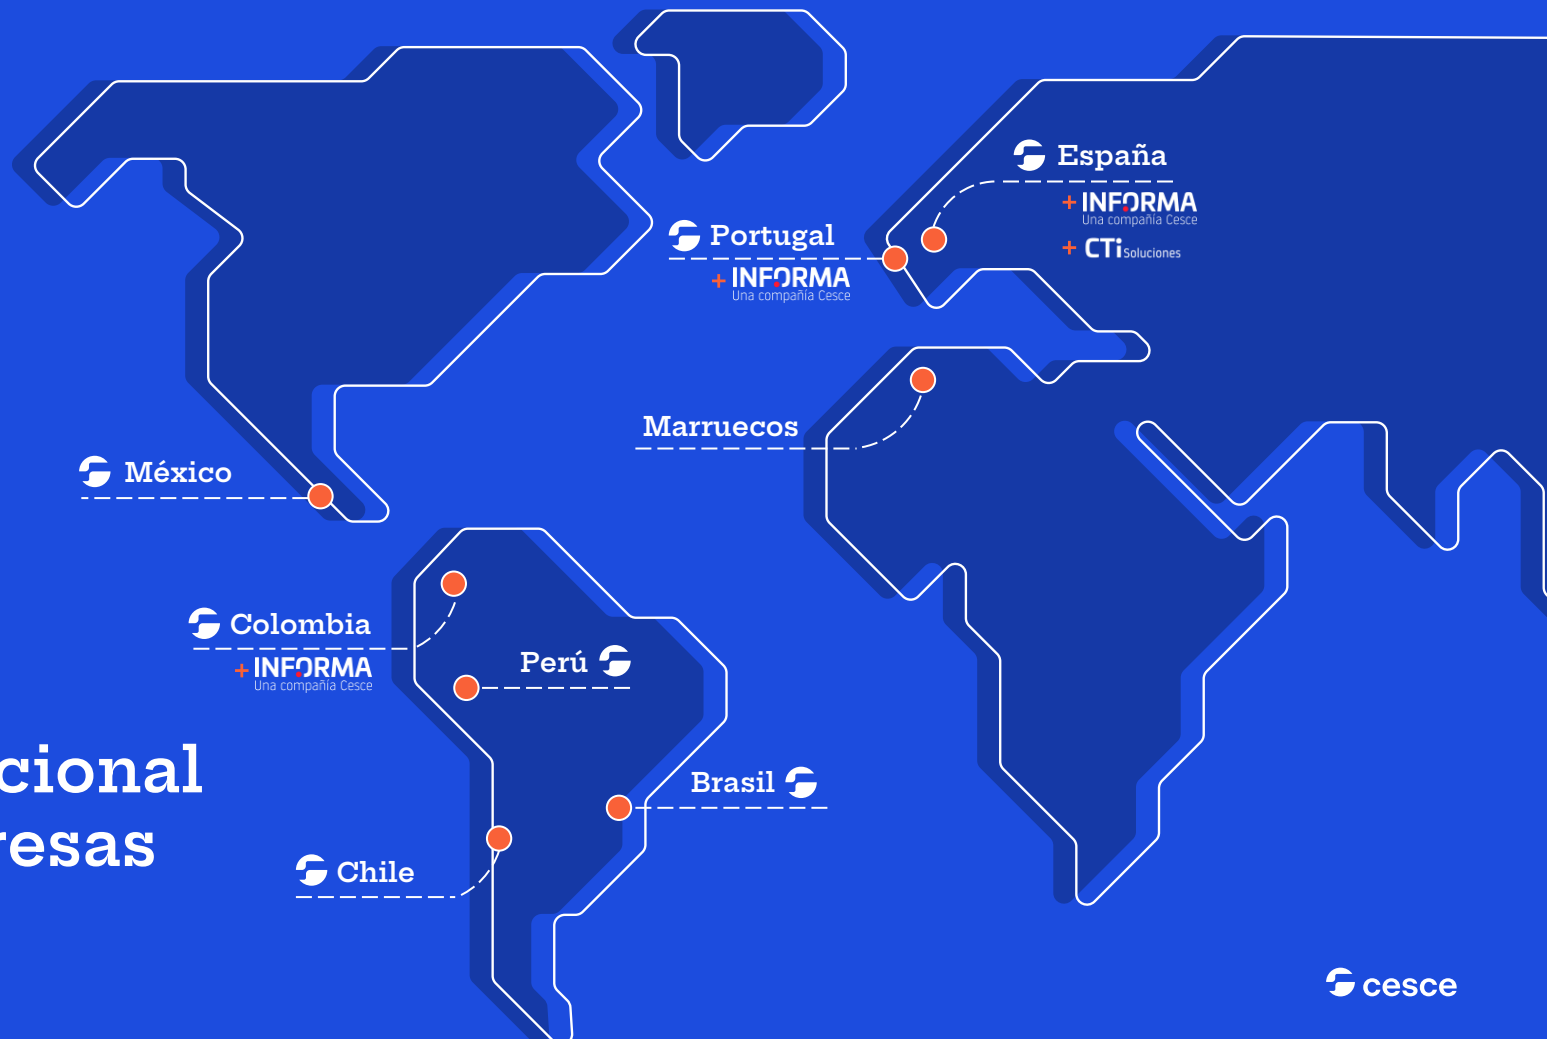 España
+ INFORMA
Una compañía Cesce
+ CTi Soluciones
Portugal
+ INFORMA
Una compañía Cesce
Marruecos
México
Colombia
+ INFORMA
Una compañía Cesce
Perú
cional
resas
Brasil
Chile
cesce